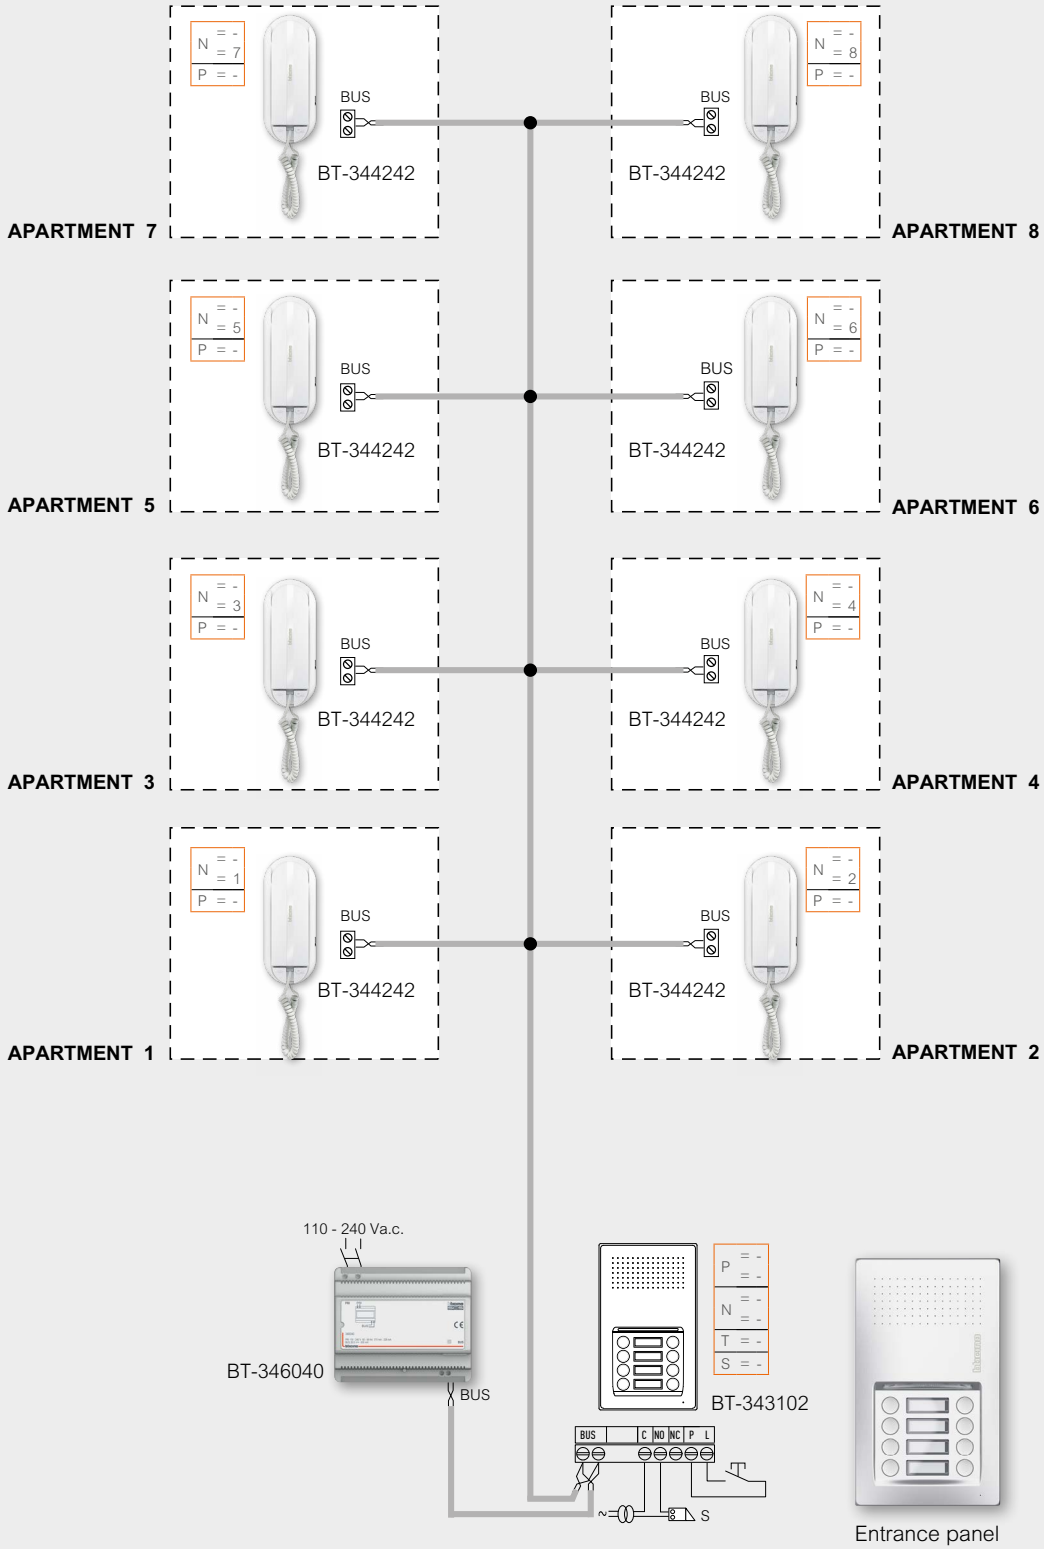 N = -
= 7
P = -
BUS
BT-344242
APARTMENT 7
N = -
= 8
P = -
BUS
BT-344242
APARTMENT 8
N = -
= 5
P = -
BUS
BT-344242
APARTMENT 5
N = -
= 6
P = -
BUS
BT-344242
APARTMENT 6
N = -
= 3
P = -
BUS
BT-344242
APARTMENT 3
N = -
= 4
P = -
BUS
BT-344242
APARTMENT 4
N = -
= 1
P = -
BUS
BT-344242
APARTMENT 1
N = -
= 2
P = -
BUS
BT-344242
APARTMENT 2
110 - 240 Va.c.
CE
BT-346040
BUS
P = -
= -
N = -
= -
T = -
S = -
BT-343102
BUS C NO NC P L
~
S
bticino
Entrance panel